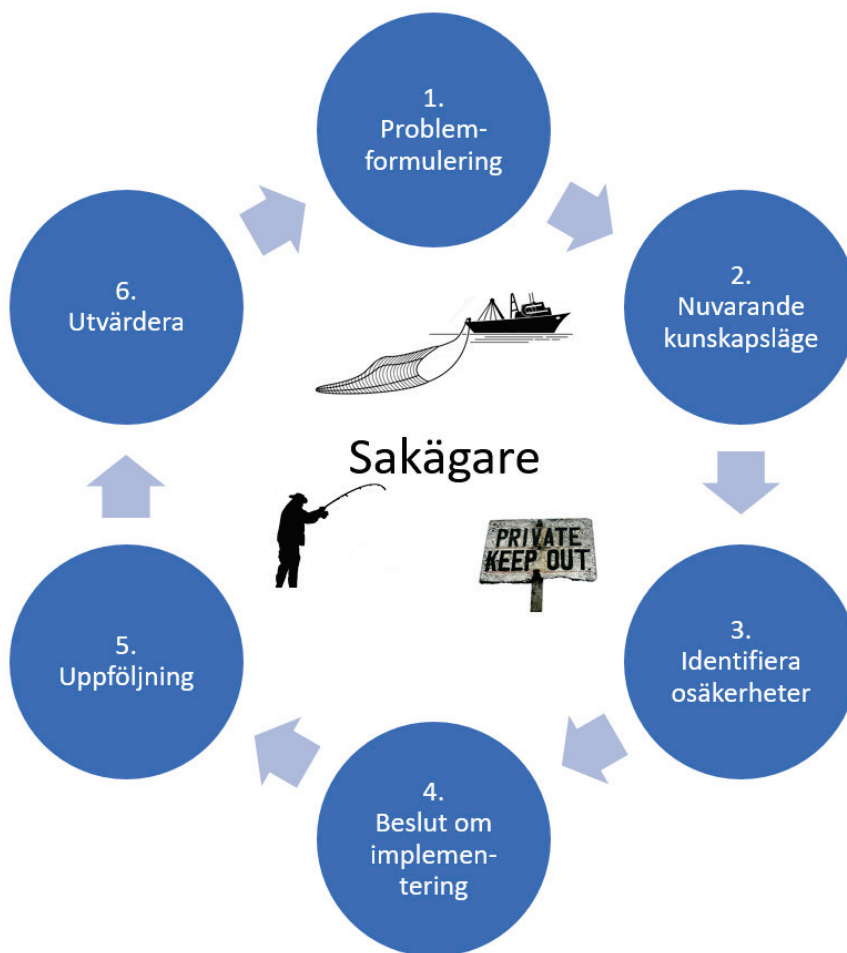 1.
Problem-
formulering
2.
Nuvarande
kunskapsläge
3.
Identifiera
osäkerheter
4.
Beslut om
implemen-
tering
5.
Uppföljning
6.
Utvärdera
Sakägare
PRIVATE
KEEP OUT